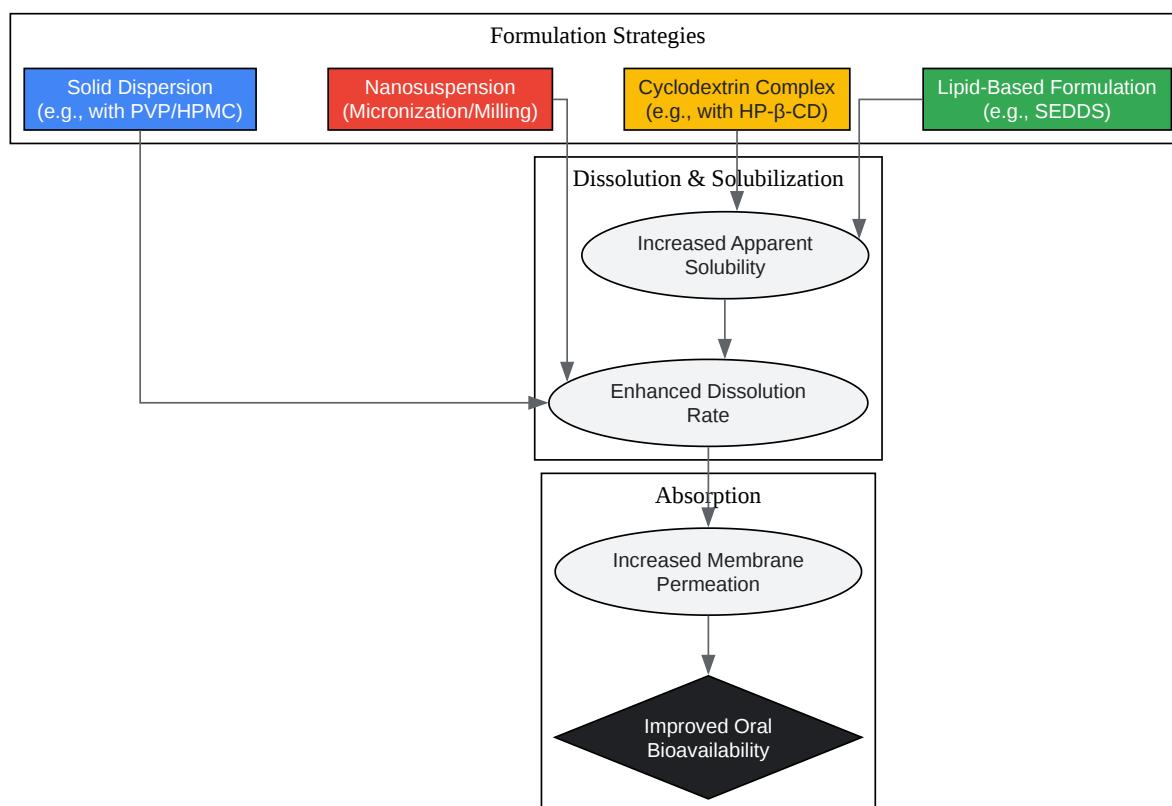 Formulation Strategies
Solid Dispersion
(e.g., with PVP/HPMC)
Nanosuspension
(Micronization/Milling)
Cyclodextrin Complex
(e.g., with HP-β-CD)
Lipid-Based Formulation
(e.g., SEDDS)
Dissolution & Solubilization
Increased Apparent
Solubility
Enhanced Dissolution
Rate
Absorption
Increased Membrane
Permeation
Improved Oral
Bioavailability